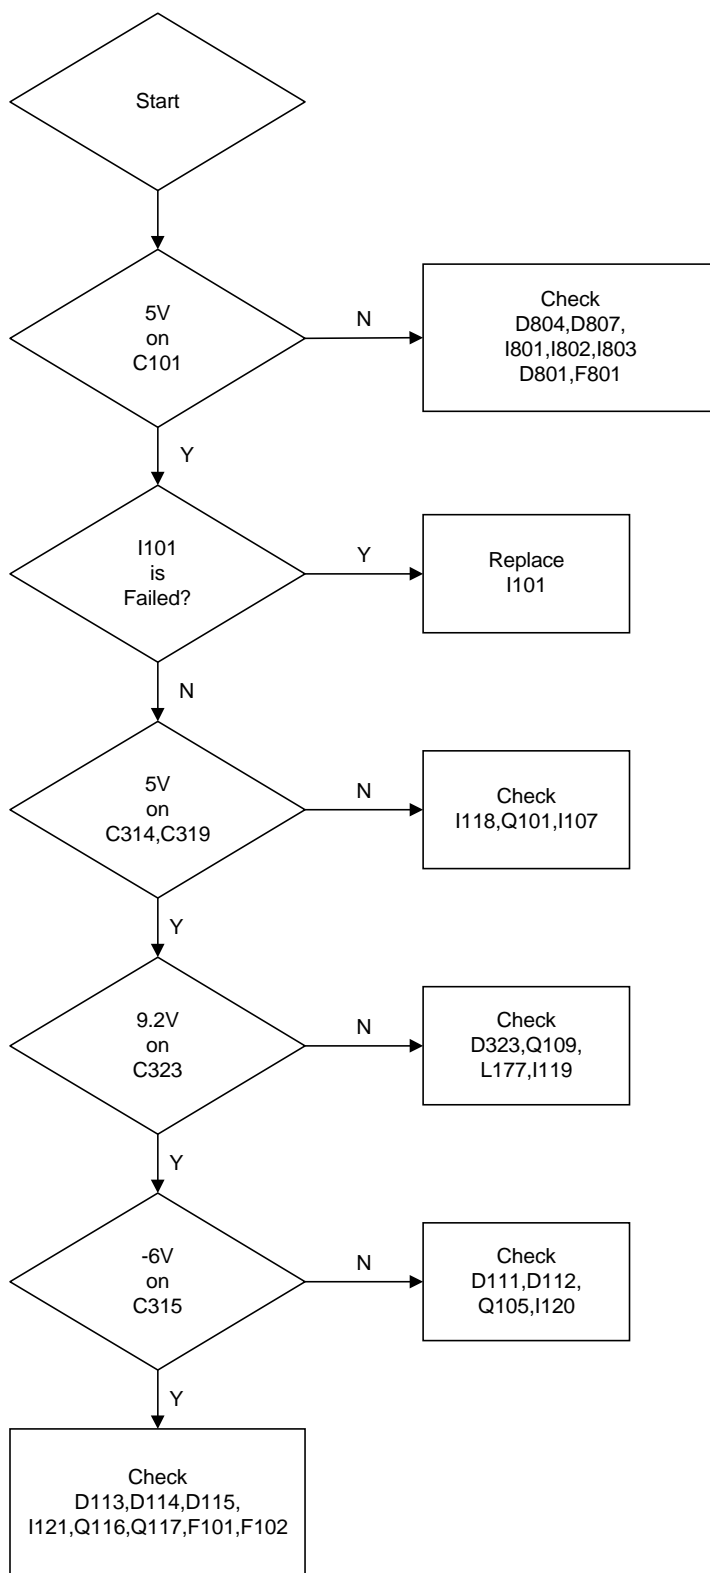 Start
5V
on
C101
N
Check
D804,D807,
I801,I802,I803
D801,F801
Y
I101
is
Failed?
Y
Replace
I101
N
5V
on
C314,C319
N
Check
I118,Q101,I107
Y
9.2V
on
C323
N
Check
D323,Q109,
L177,I119
Y
-6V
on
C315
N
Check
D111,D112,
Q105,I120
Y
Check
D113,D114,D115,
I121,Q116,Q117,F101,F102